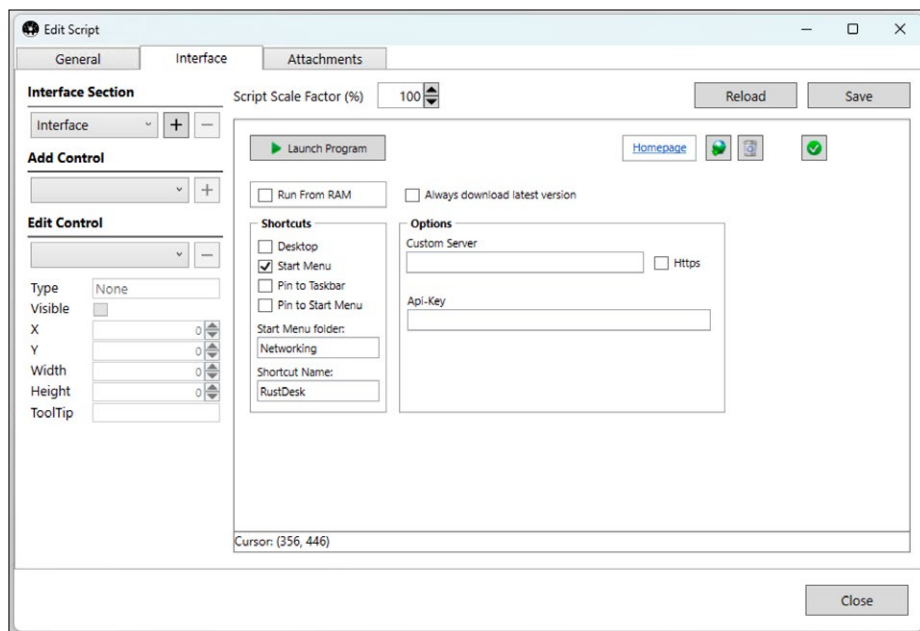 Edit Script
General Interface Attachments
Interface Section
Interface
Add Control
Edit Control
Type None
Visible
X 0
Y 0
Width 0
Height 0
ToolTip
Script Scale Factor (%) 100 Reload Save
Launch Program Homepage
Run From RAM Always download latest version
Shortcuts
Desktop
Start Menu
Pin to Taskbar
Pin to Start Menu
Start Menu folder:
Networking
Shortcut Name:
RustDesk
Options
Custom Server
Https
Api-Key
Cursor: (356, 446)
Close